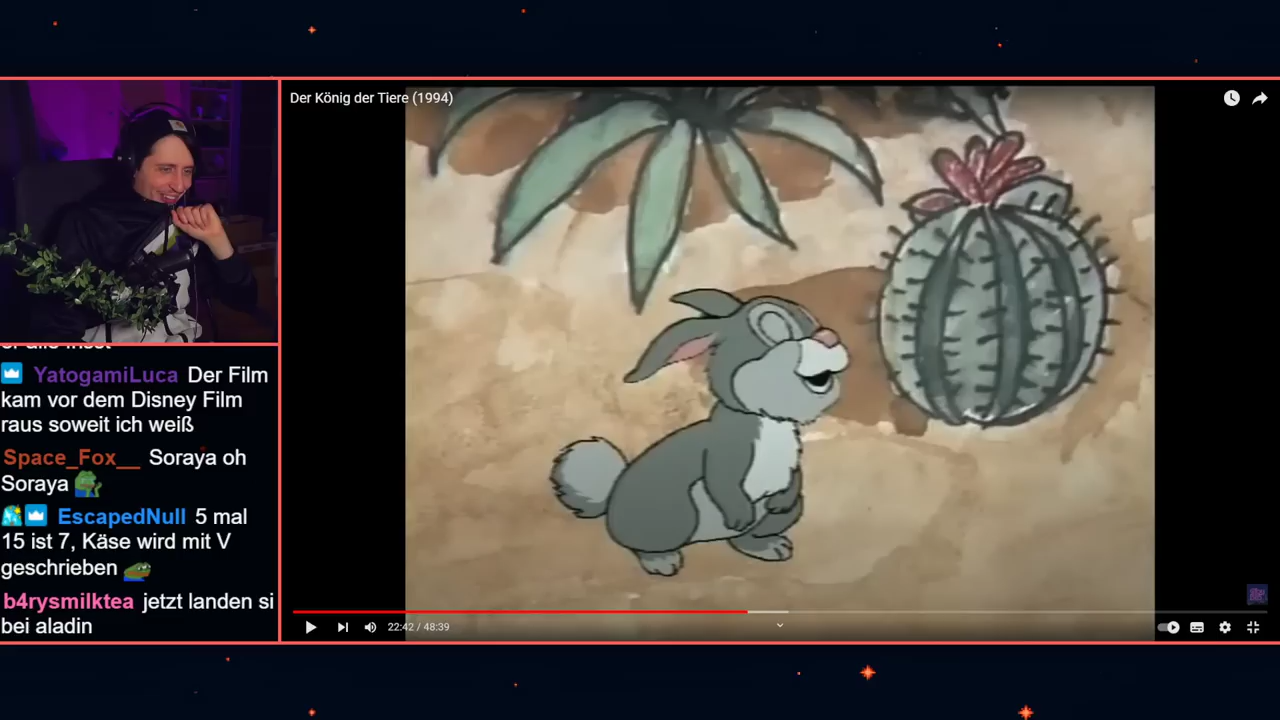 Der König der Tiere (1994)
YatogamiLuca Der Film
kam vor dem Disney Film
raus soweit ich weiß
Space_Fox__ Soraya oh
Soraya
EscapedNull 5 mal
15 ist 7, Käse wird mit V
geschrieben
b4rysmilktea jetzt landen si
bei aladin
22:42 / 48:39